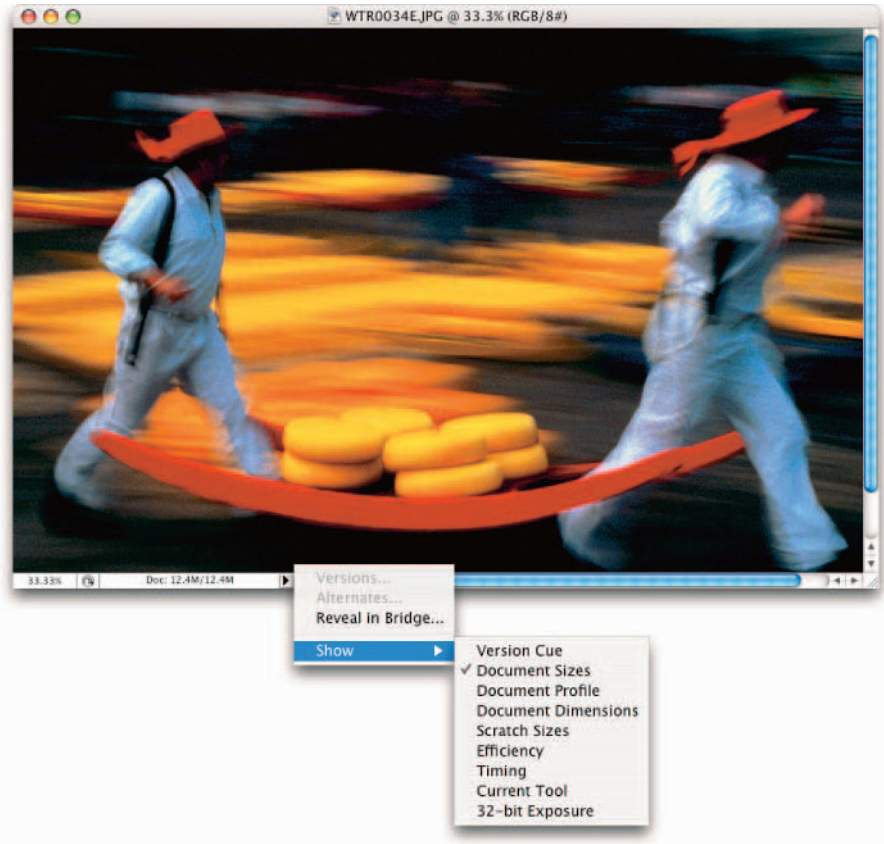 WTR0034E.JPG @ 33.3% (RGB/8#)
33.33%
Doc: 12.4M/12.4M
Versions...
Alternates...
Reveal in Bridge...
Show
Version Cue
✓ Document Sizes
Document Profile
Document Dimensions
Scratch Sizes
Efficiency
Timing
Current Tool
32-bit Exposure